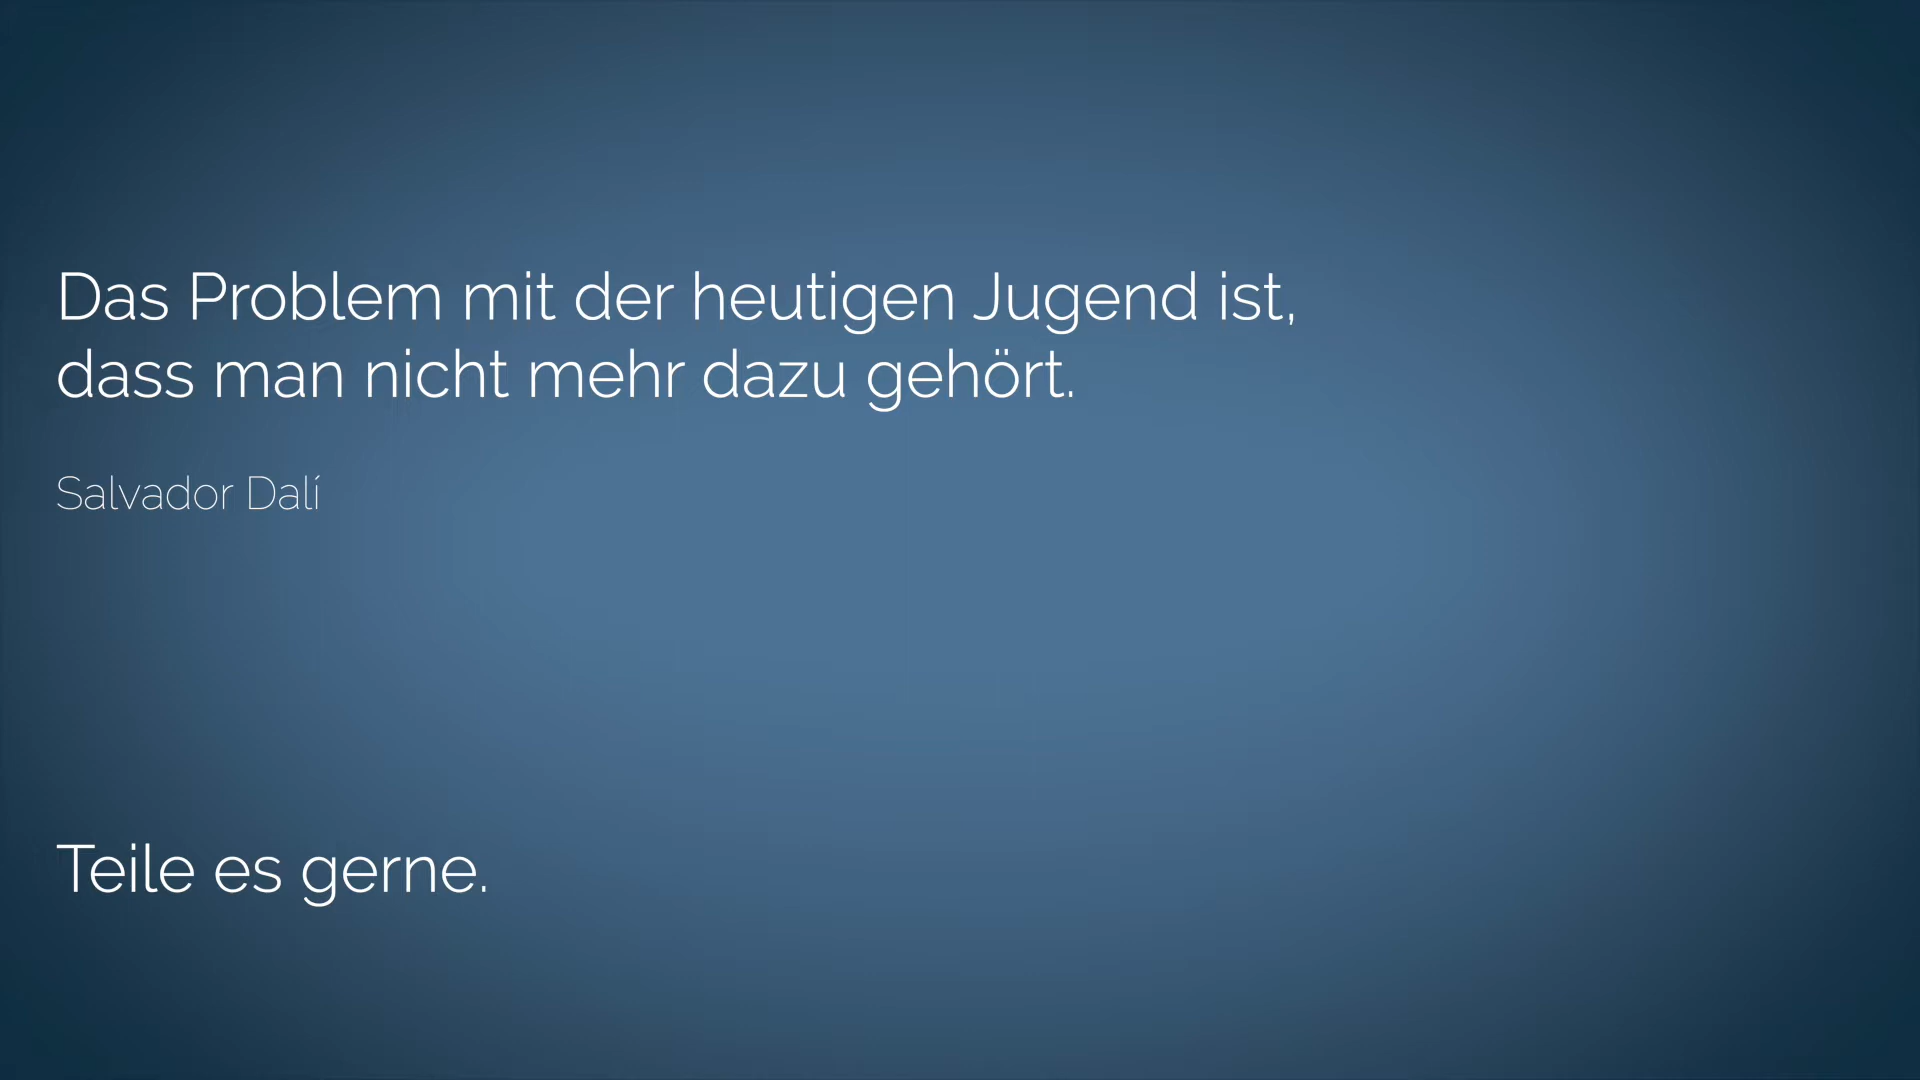 Das Problem mit der heutigen Jugend ist,
dass man nicht mehr dazu gehört.
Salvador Dalí
Teile es gerne.